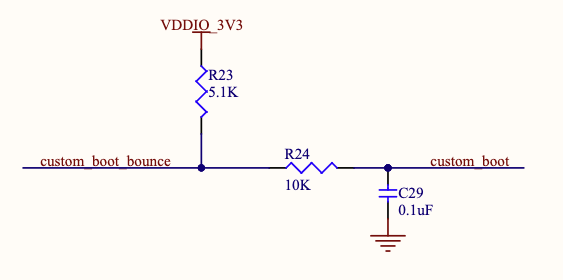 VDDIO_3V3
R23
5.1K
custom_boot_bounce
R24
10K
custom_boot
C29
0.1uF